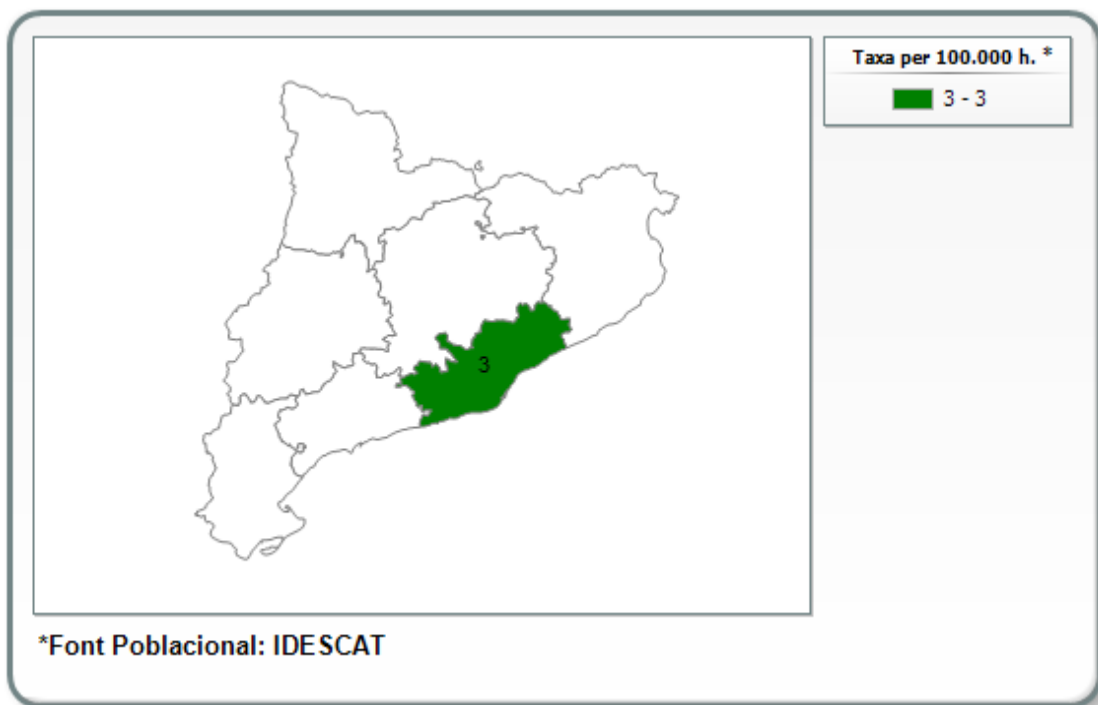 Taxa per 100.000 h. *
3 - 3
3
*Font Poblacional: IDESCAT